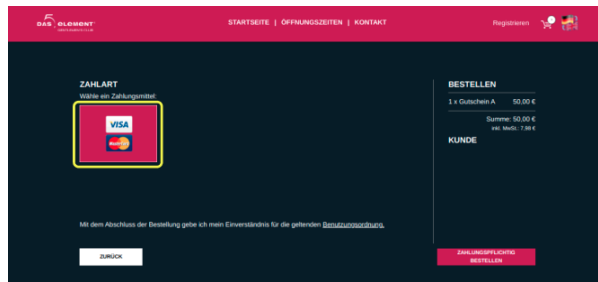 5
DAS ELEMENT
STARTSEITE | ÖFFNUNGSZEITEN | KONTAKT
Registrieren
ZAHLART
Wähle ein Zahlungsmittel:
VISA
MasterCard
Mit dem Abschluss der Bestellung gebe ich mein Einverständnis für die geltenden Benutzungsordnung.
ZURÜCK
BESTELLEN
1 x Gutschein A 50,00 €
Summe: 50,00 €
inkl. MwSt.: 7,98 €
KUNDE
ZAHLUNGSPFLICHTIG
BESTELLEN